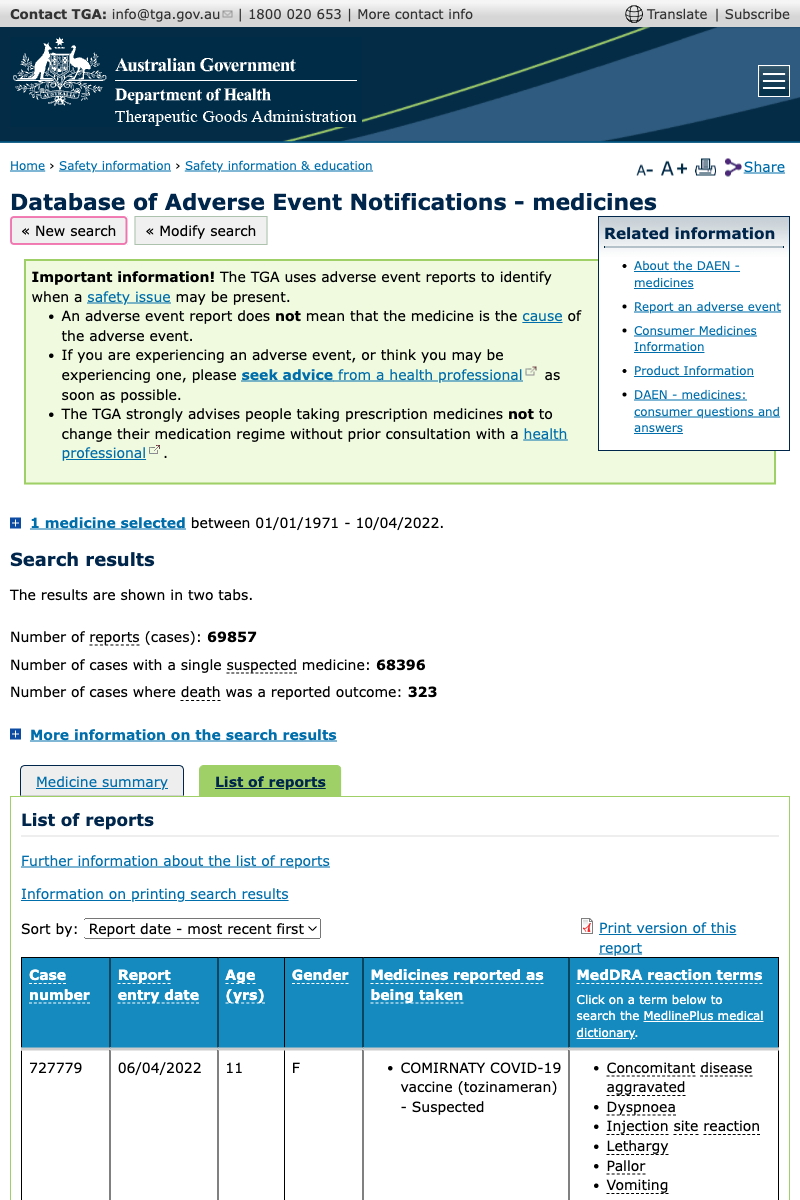 Contact TGA: info@tga.gov.au | 1800 020 653 | More contact info
Translate | Subscribe
Australian Government
Department of Health
Therapeutic Goods Administration
Home › Safety information › Safety information & education
A- A+ Share
Database of Adverse Event Notifications - medicines
« New search
« Modify search
Important information! The TGA uses adverse event reports to identify
when a safety issue may be present.
• An adverse event report does not mean that the medicine is the cause of
the adverse event.
• If you are experiencing an adverse event, or think you may be
experiencing one, please seek advice from a health professional as
soon as possible.
• The TGA strongly advises people taking prescription medicines not to
change their medication regime without prior consultation with a health
professional.
Related information
• About the DAEN -
medicines
• Report an adverse event
• Consumer Medicines
Information
• Product Information
• DAEN - medicines:
consumer questions and
answers
1 medicine selected between 01/01/1971 - 10/04/2022.
Search results
The results are shown in two tabs.
Number of reports (cases): 69857
Number of cases with a single suspected medicine: 68396
Number of cases where death was a reported outcome: 323
More information on the search results
Medicine summary
List of reports
List of reports
Further information about the list of reports
Information on printing search results
Sort by: Report date - most recent first
Print version of this
report
Case
number
Report
entry date
Age
(yrs)
Gender
Medicines reported as
being taken
MedDRA reaction terms
Click on a term below to
search the MedlinePlus medical
dictionary.
727779
06/04/2022
11
F
• COMIRNATY COVID-19
vaccine (tozinameran)
- Suspected
• Concomitant disease
aggravated
• Dyspnoea
• Injection site reaction
• Lethargy
• Pallor
• Vomiting